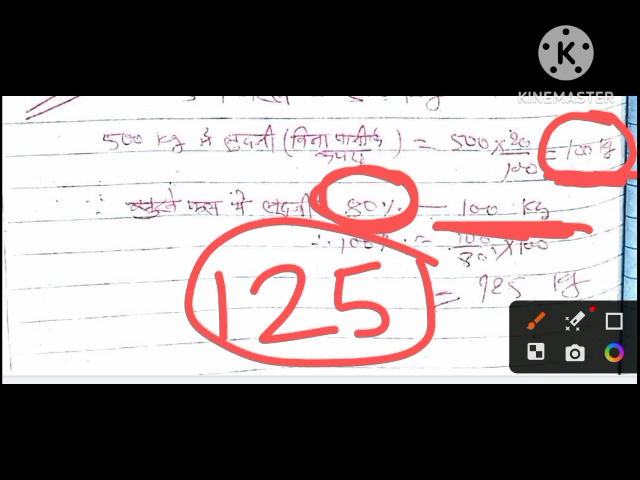 K
KINEMASTER
500 kg में लुगदी (बिना पानी के = 500 × 20/100 = 100 kg
फल में लुगदी 80% — 100 kg
∴ 100% = 100/80 × 100
= 125 kg
125